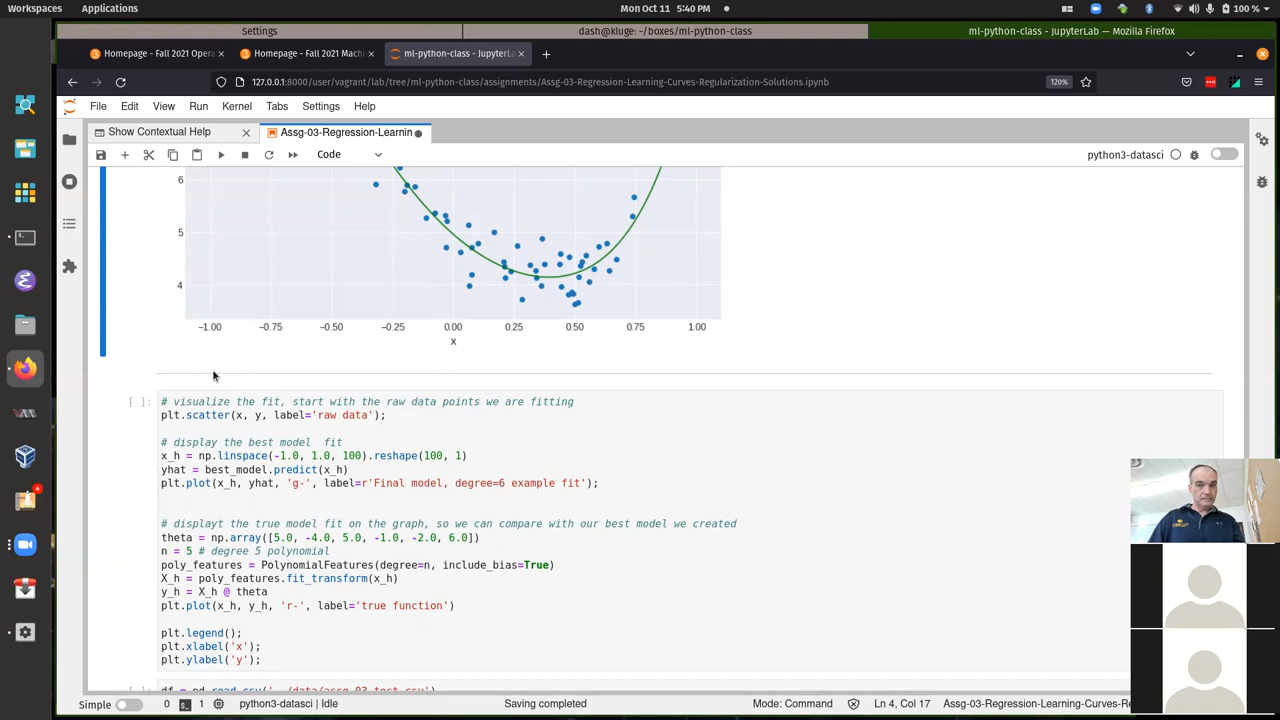 Workspaces Applications Mon Oct 11 5:40 PM 100 %
Settings dash@kluge: ~/boxes/ml-python-class ml-python-class - JupyterLab — Mozilla Firefox
Homepage - Fall 2021 Opera Homepage - Fall 2021 Machi ml-python-class - JupyterLab
127.0.0.1:8000/user/vagrant/lab/tree/ml-python-class/assignments/Assg-03-Regression-Learning-Curves-Regularization-Solutions.ipynb 120%
File Edit View Run Kernel Tabs Settings Help
Show Contextual Help Assg-03-Regression-Learnin
Code python3-datasci
6
5
4
−1.00 −0.75 −0.50 −0.25 0.00 0.25 0.50 0.75 1.00
x
[ ]: # visualize the fit, start with the raw data points we are fitting
plt.scatter(x, y, label='raw data');
# display the best model  fit
x_h = np.linspace(-1.0, 1.0, 100).reshape(100, 1)
yhat = best_model.predict(x_h)
plt.plot(x_h, yhat, 'g-', label=r'Final model, degree=6 example fit');
# displayt the true model fit on the graph, so we can compare with our best model we created
theta = np.array([5.0, -4.0, 5.0, -1.0, -2.0, 6.0])
n = 5 # degree 5 polynomial
poly_features = PolynomialFeatures(degree=n, include_bias=True)
X_h = poly_features.fit_transform(x_h)
y_h = X_h @ theta
plt.plot(x_h, y_h, 'r-', label='true function')
plt.legend();
plt.xlabel('x');
plt.ylabel('y');
[ ]: df = pd.read_csv('../data/assg-03-test.csv')
Simple 0 1 python3-datasci | Idle Saving completed Mode: Command Ln 4, Col 17 Assg-03-Regression-Learning-Curves-Re